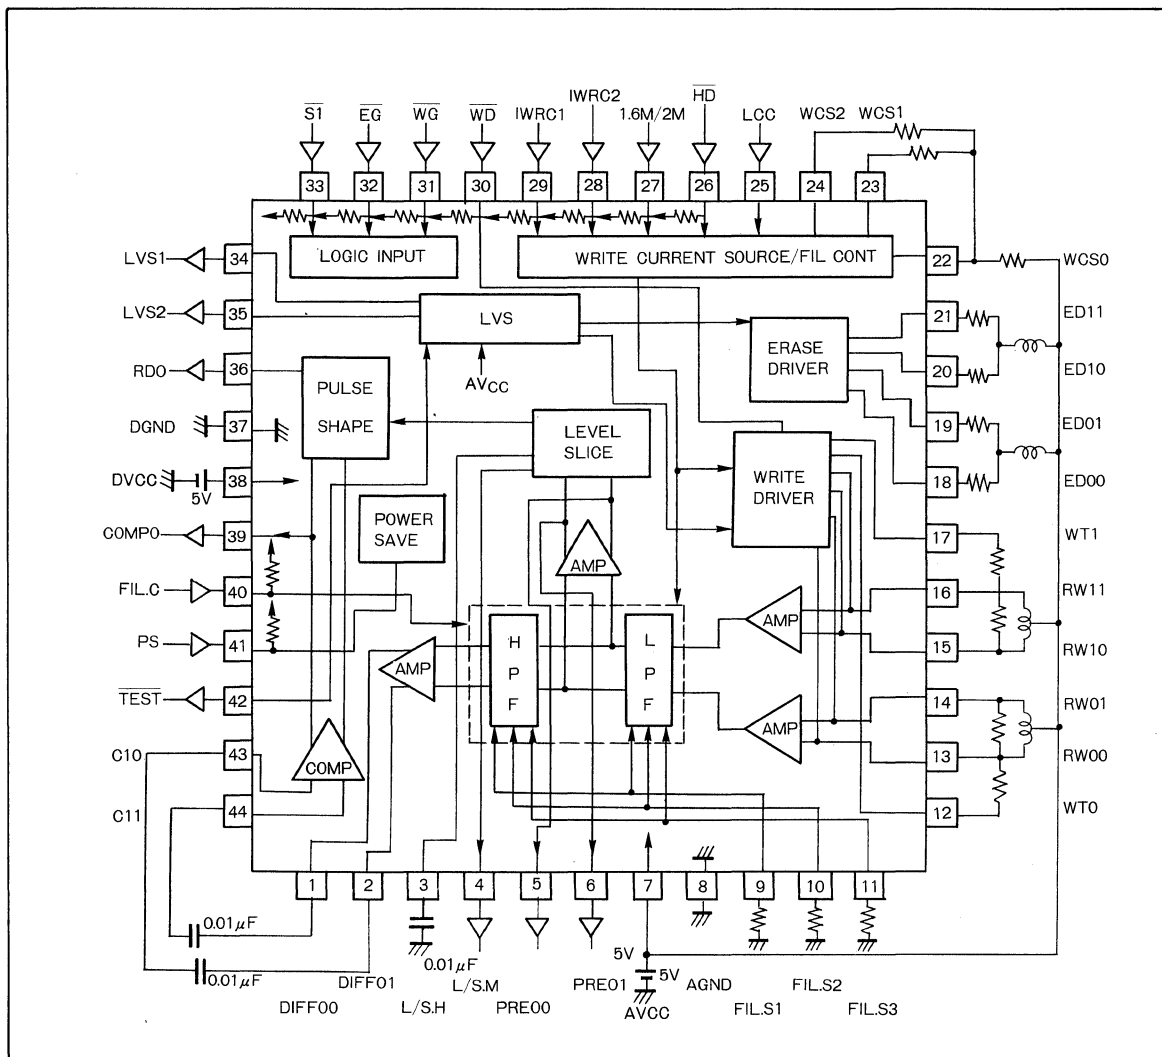 IWRC2 HD
S1 EG WG WD IWRC1 1.6M/2M LCC WCS2 WCS1
33 32 31 30 29 28 27 26 25 24 23
LOGIC INPUT
WRITE CURRENT SOURCE/FIL CONT
LVS1 34
22 WCS0
LVS2 35
LVS
21 ED11
ERASE
DRIVER
RDO 36
AVCC
20 ED10
PULSE
SHAPE
DGND 37
LEVEL
SLICE
19 ED01
DVCC 5V 38
WRITE
DRIVER
18 ED00
POWER
SAVE
COMPO 39
17 WT1
AMP
FIL.C 40
16 RW11
AMP
HPF
LPF
PS 41
15 RW10
AMP
TEST 42
14 RW01
AMP
C10 43
COMP
13 RW00
C11 44
12 WT0
1 2 3 4 5 6 7 8 9 10 11
0.01μF
0.01μF
0.01μF
5V
5V
DIFF00 DIFF01 L/S.H L/S.M PRE00 PRE01 AVCC AGND FIL.S1 FIL.S2 FIL.S3